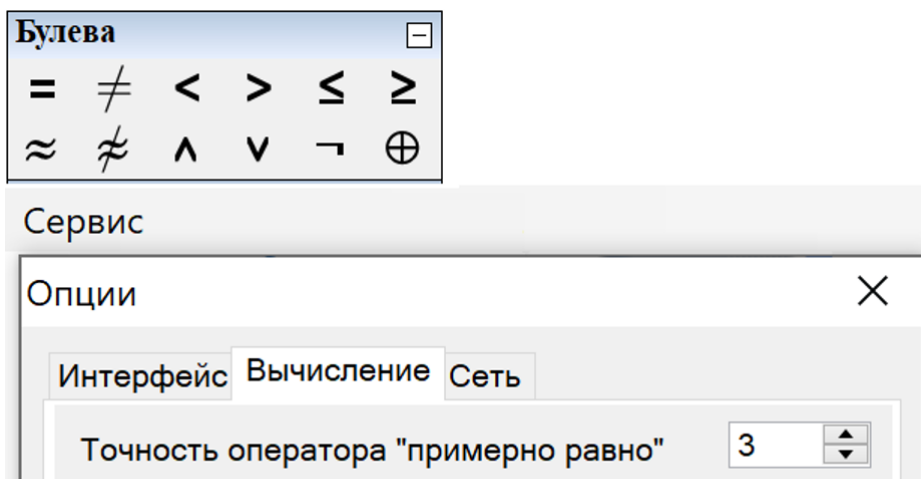 Булева
= ≠ < > ≤ ≥
≈ ≉ ∧ ∨ ¬ ⊕
Сервис
Опции
Интерфейс Вычисление Сеть
Точность оператора "примерно равно" 3